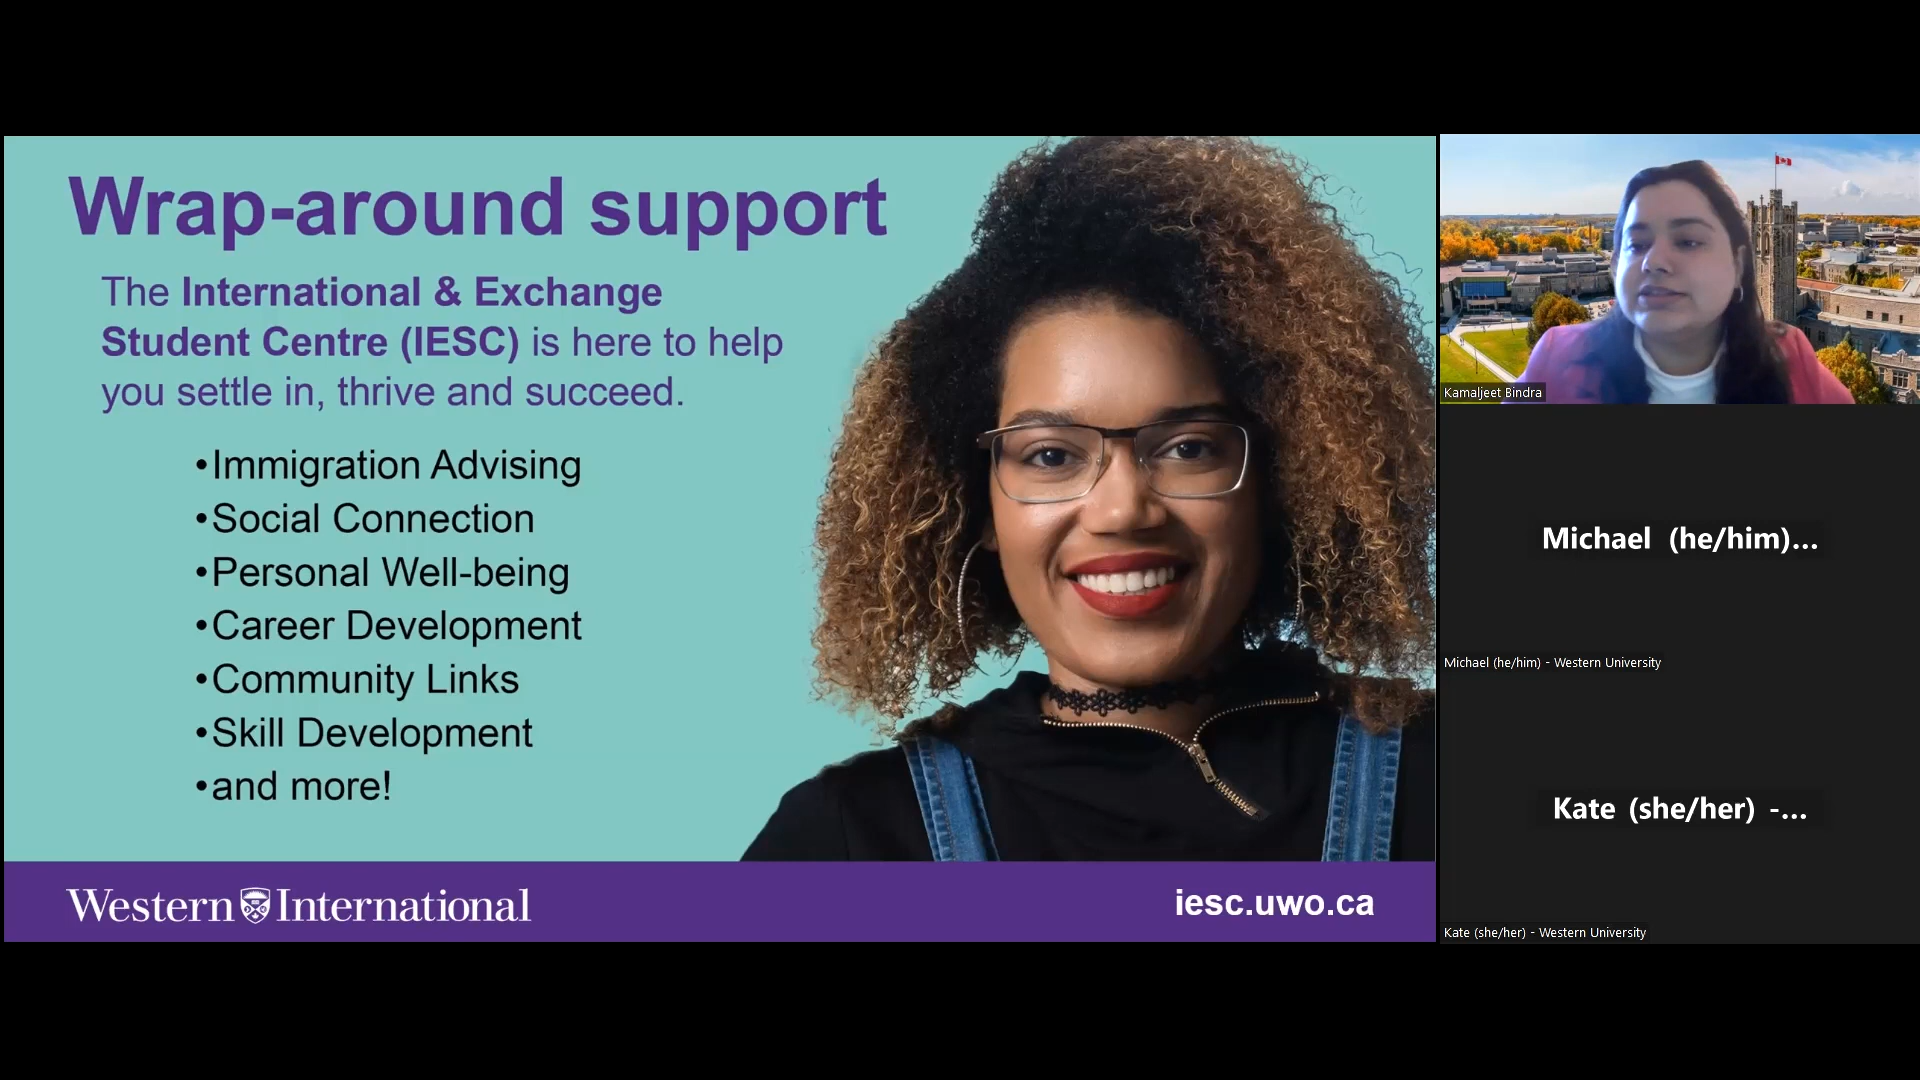 Wrap-around support
The International & Exchange
Student Centre (IESC) is here to help
you settle in, thrive and succeed.
•Immigration Advising
•Social Connection
•Personal Well-being
•Career Development
•Community Links
•Skill Development
•and more!
Western International
iesc.uwo.ca
Kamaljeet Bindra
Michael (he/him)...
Michael (he/him) - Western University
Kate (she/her) -...
Kate (she/her) - Western University